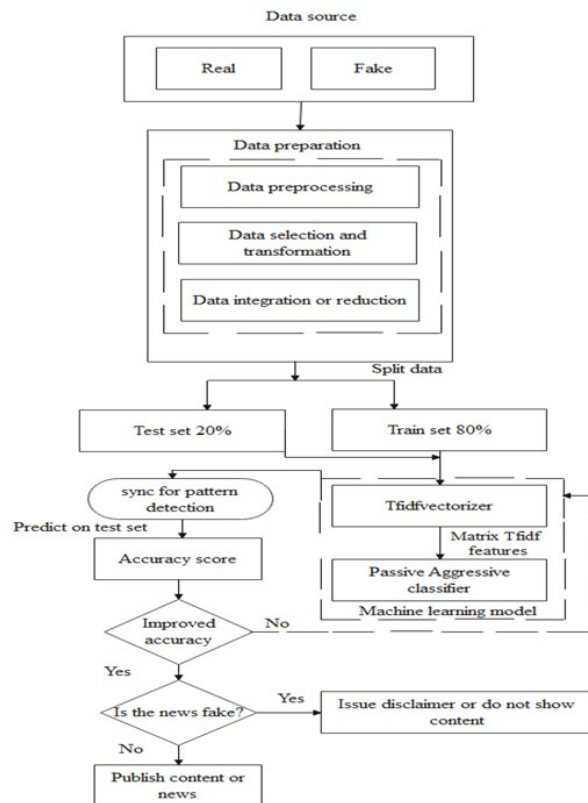 Data source
Real
Fake
Data preparation
Data preprocessing
Data selection and
transformation
Data integration or reduction
Split data
Test set 20%
Train set 80%
sync for pattern
detection
Tfidfvectorizer
Predict on test set
Matrix Tfidf
features
Accuracy score
Passive Aggressive
classifier
Machine learning model
Improved
accuracy
No
Yes
Is the news fake?
Yes
Issue disclaimer or do not show
content
No
Publish content or
news